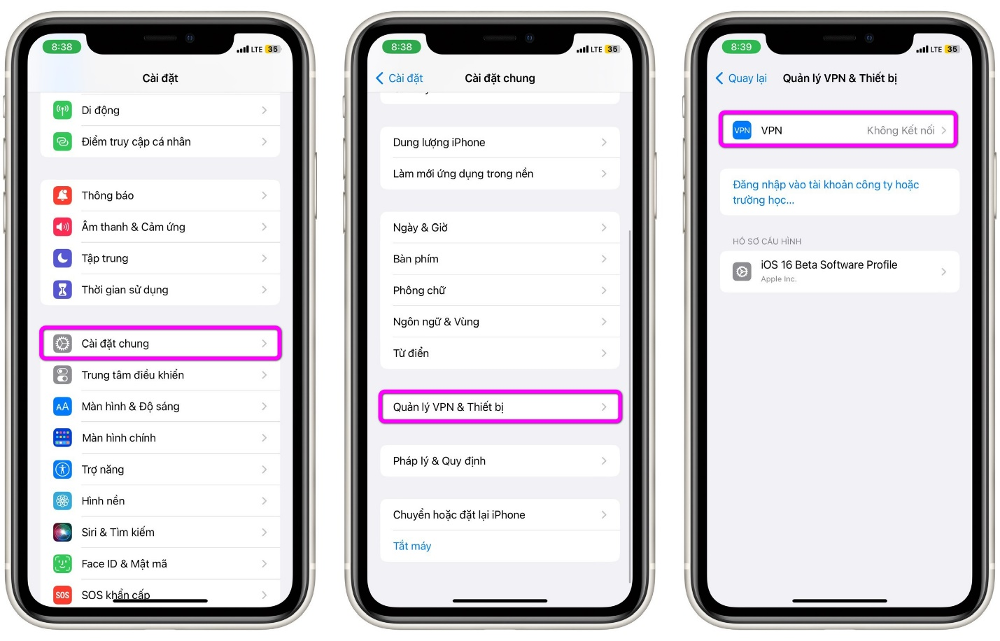 8:38
LTE 35
Cài đặt
Di động
Điểm truy cập cá nhân
Thông báo
Âm thanh & Cảm ứng
Tập trung
Thời gian sử dụng
Cài đặt chung
Trung tâm điều khiển
AA Màn hình & Độ sáng
Màn hình chính
Trợ năng
Hình nền
Siri & Tìm kiếm
Face ID & Mật mã
SOS SOS khẩn cấp
8:38
LTE 35
Cài đặt
Cài đặt chung
Dung lượng iPhone
Làm mới ứng dụng trong nền
Ngày & Giờ
Bàn phím
Phông chữ
Ngôn ngữ & Vùng
Từ điển
Quản lý VPN & Thiết bị
Pháp lý & Quy định
Chuyển hoặc đặt lại iPhone
Tắt máy
8:39
LTE 35
Quay lại
Quản lý VPN & Thiết bị
VPN VPN Không Kết nối
Đăng nhập vào tài khoản công ty hoặc
trường học...
HỒ SƠ CẤU HÌNH
iOS 16 Beta Software Profile
Apple Inc.